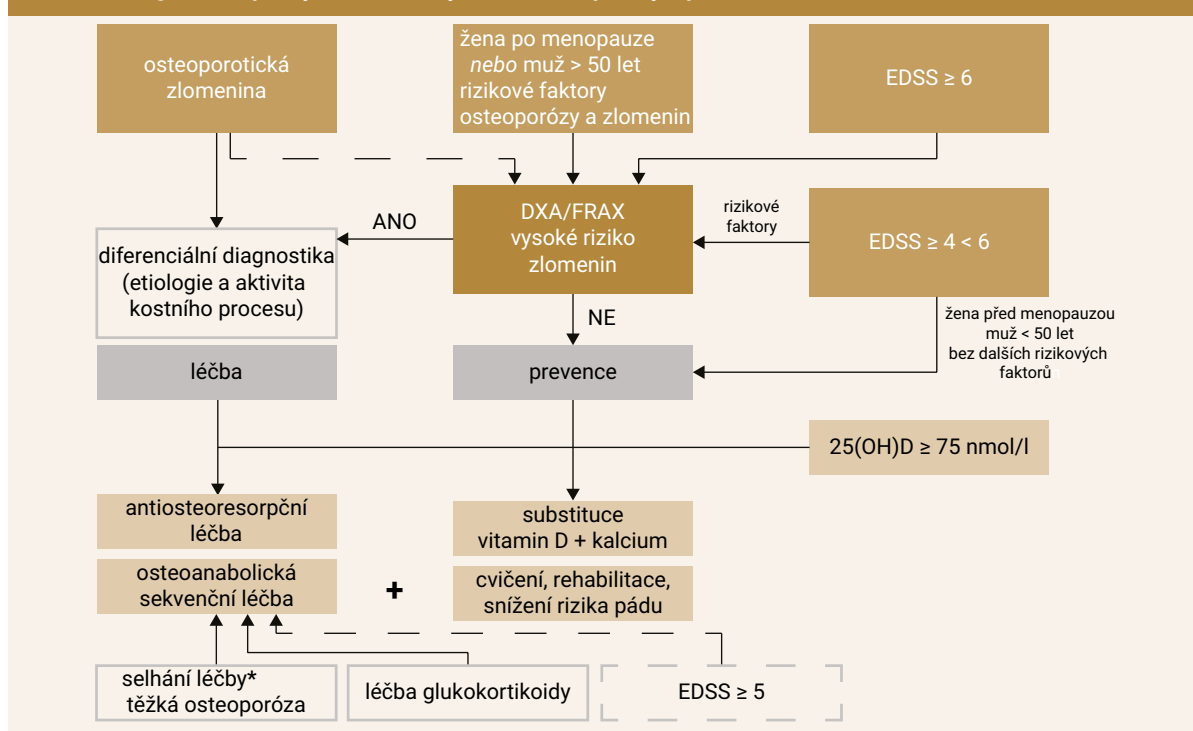 osteoporotická
zlomenina
žena po menopauze
nebo muž > 50 let
rizikové faktory
osteoporózy a zlomenin
EDSS ≥ 6
DXA/FRAX
vysoké riziko
zlomenin
ANO
rizikové
faktory
EDSS ≥ 4 < 6
diferenciální diagnostika
(etiologie a aktivita
kostního procesu)
NE
žena před menopauzou
muž < 50 let
bez dalších rizikových
faktorů
léčba
prevence
25(OH)D ≥ 75 nmol/l
antiosteoresorpční
léčba
substituce
vitamin D + kalcium
osteoanabolická
sekvenční léčba
+
cvičení, rehabilitace,
snížení rizika pádu
selhání léčby*
těžká osteoporóza
léčba glukokortikoidy
EDSS ≥ 5